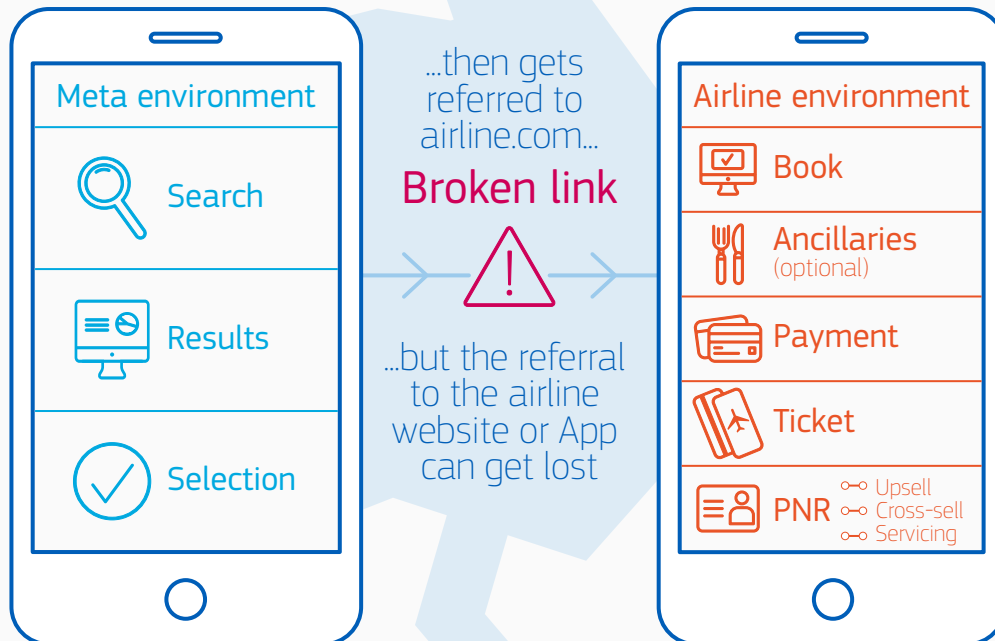 Meta environment
Search
Results
Selection
...then gets
referred to
airline.com...
Broken link
!
...but the referral
to the airline
website or App
can get lost
Airline environment
Book
Ancillaries
(optional)
Payment
Ticket
PNR
Upsell
Cross-sell
Servicing